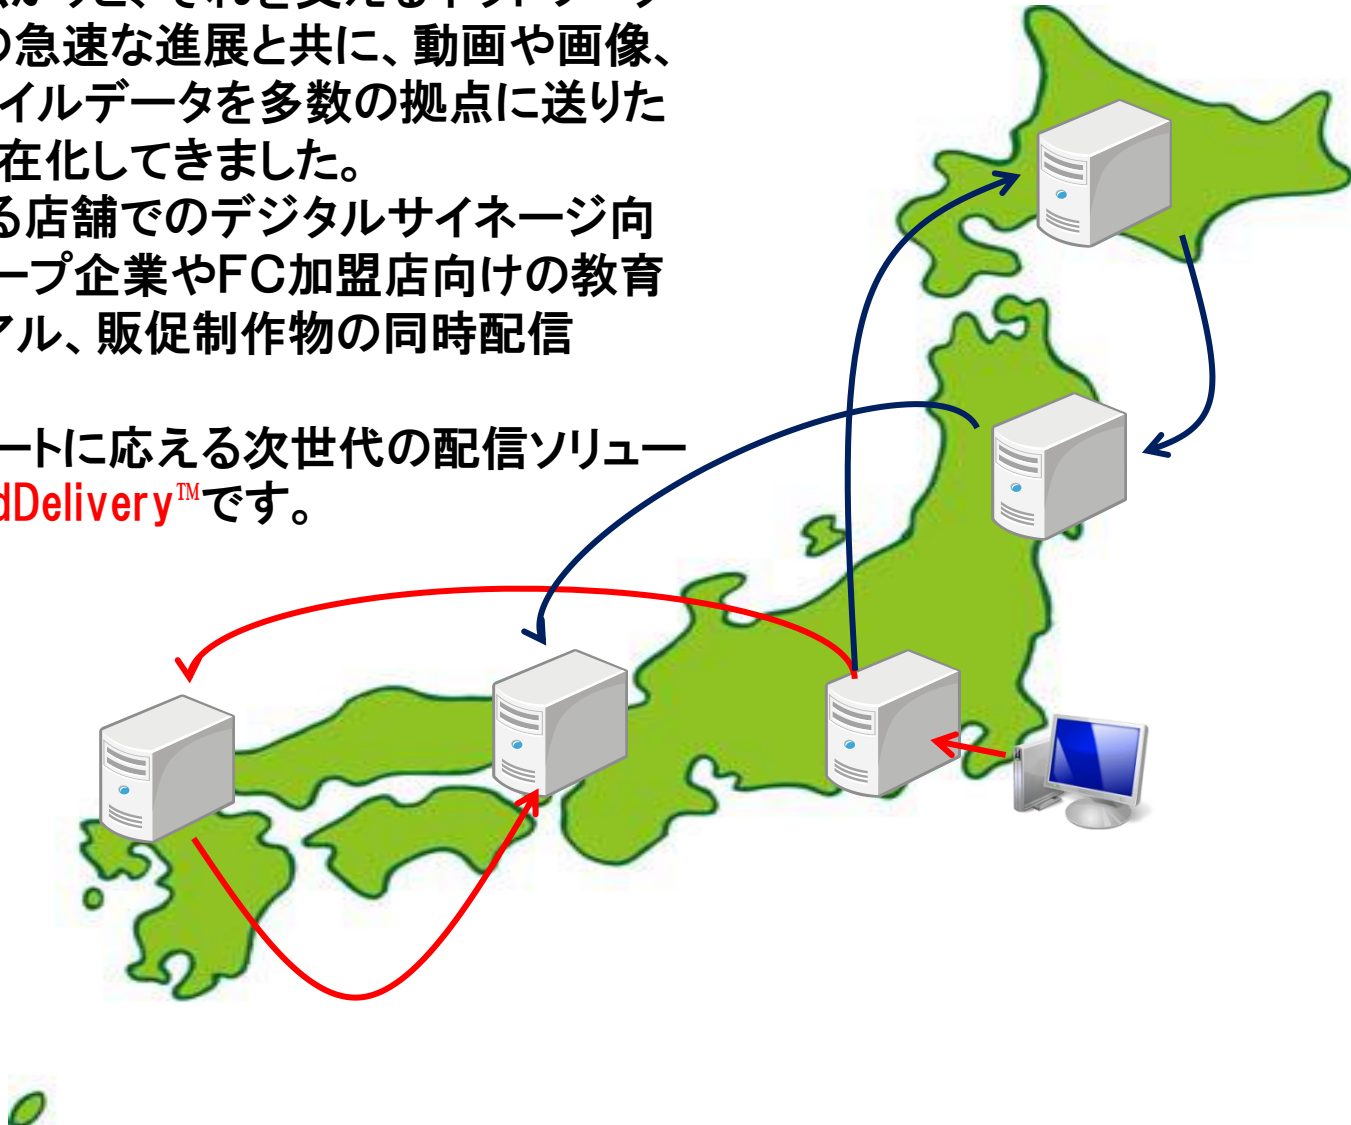 の急速な進展と共に、動画や画像、
イルデータを多数の拠点に送りた
在化してきました。
る店舗でのデジタルサイネージ向
ープ企業やFC加盟店向けの教育
アル、販促制作物の同時配信
ートに応える次世代の配信ソリュー
dDelivery™です。